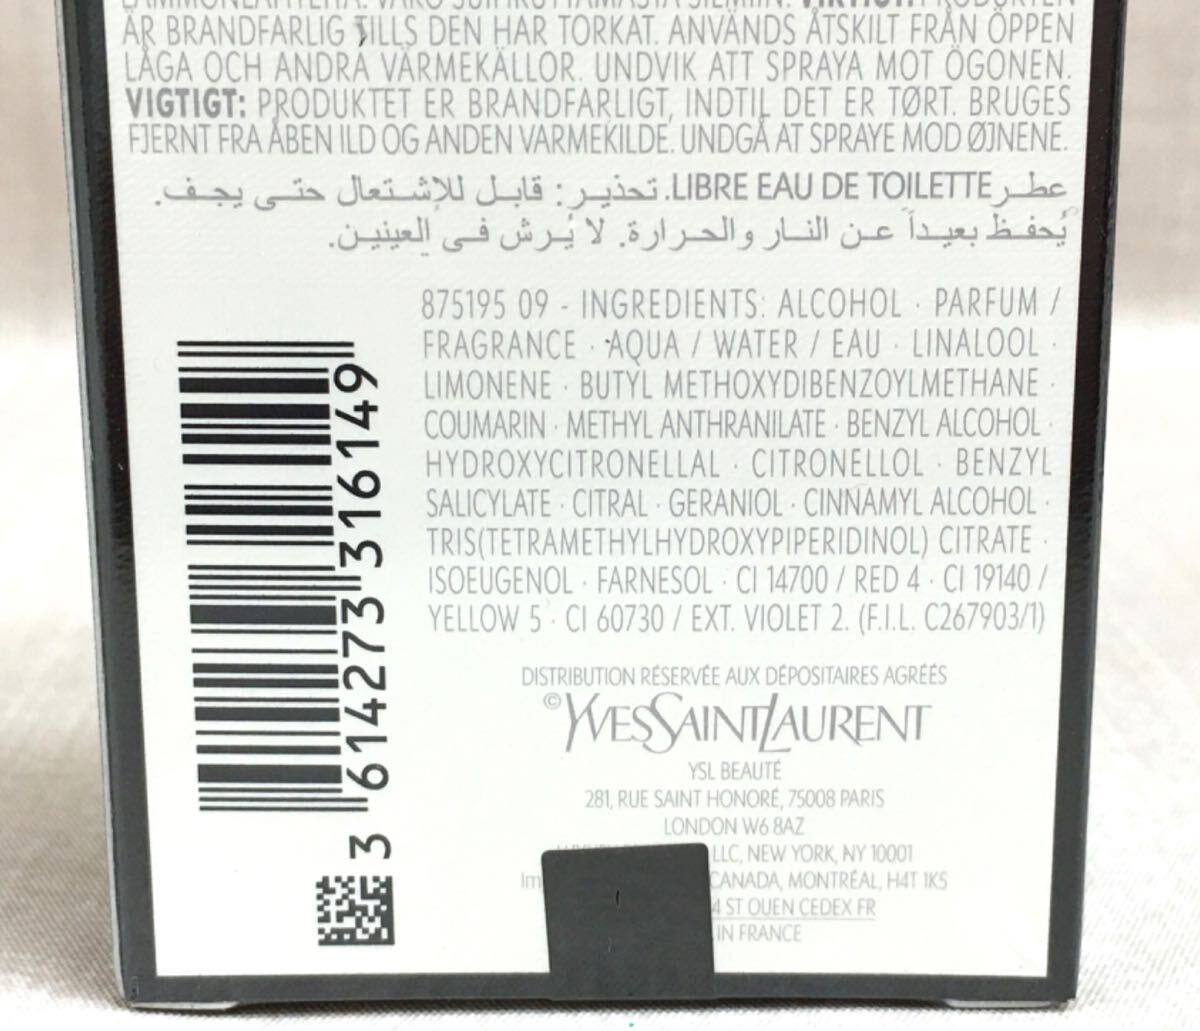 VIKTIGT: PRODUKTEN
ÄR BRANDFARLIG TILLS DEN HAR TORKAT. ANVÄNDS ÅTSKILT FRÅN ÖPPEN
LÅGA OCH ANDRA VÄRMEKÄLLOR. UNDVIK ATT SPRAYA MOT ÖGONEN.
VIGTIGT: PRODUKTET ER BRANDFARLIGT, INDTIL DET ER TØRT. BRUGES
FJERNT FRA ÅBEN ILD OG ANDEN VARMEKILDE. UNDGÅ AT SPRAYE MOD ØJNENE.
عطر LIBRE EAU DE TOILETTE. تحذير: قابل للإشتعال حتى يجف.
يُحفظ بعيداً عن النار والحرارة. لا يُرش في العينين.
875195 09 - INGREDIENTS: ALCOHOL · PARFUM /
FRAGRANCE · AQUA / WATER / EAU · LINALOOL ·
LIMONENE · BUTYL METHOXYDIBENZOYLMETHANE ·
COUMARIN · METHYL ANTHRANILATE · BENZYL ALCOHOL ·
HYDROXYCITRONELLAL · CITRONELLOL · BENZYL
SALICYLATE · CITRAL · GERANIOL · CINNAMYL ALCOHOL ·
TRIS(TETRAMETHYLHYDROXYPIPERIDINOL) CITRATE ·
ISOEUGENOL · FARNESOL · CI 14700 / RED 4 · CI 19140 /
YELLOW 5 · CI 60730 / EXT. VIOLET 2. (F.I.L. C267903/1)
3 614273 316149
DISTRIBUTION RÉSERVÉE AUX DÉPOSITAIRES AGRÉÉS
©YVESSAINTLAURENT
YSL BEAUTÉ
281, RUE SAINT HONORÉ, 75008 PARIS
LONDON W6 8AZ
LLC, NEW YORK, NY 10001
CANADA, MONTRÉAL, H4T 1K5
4 ST OUEN CEDEX FR
IN FRANCE